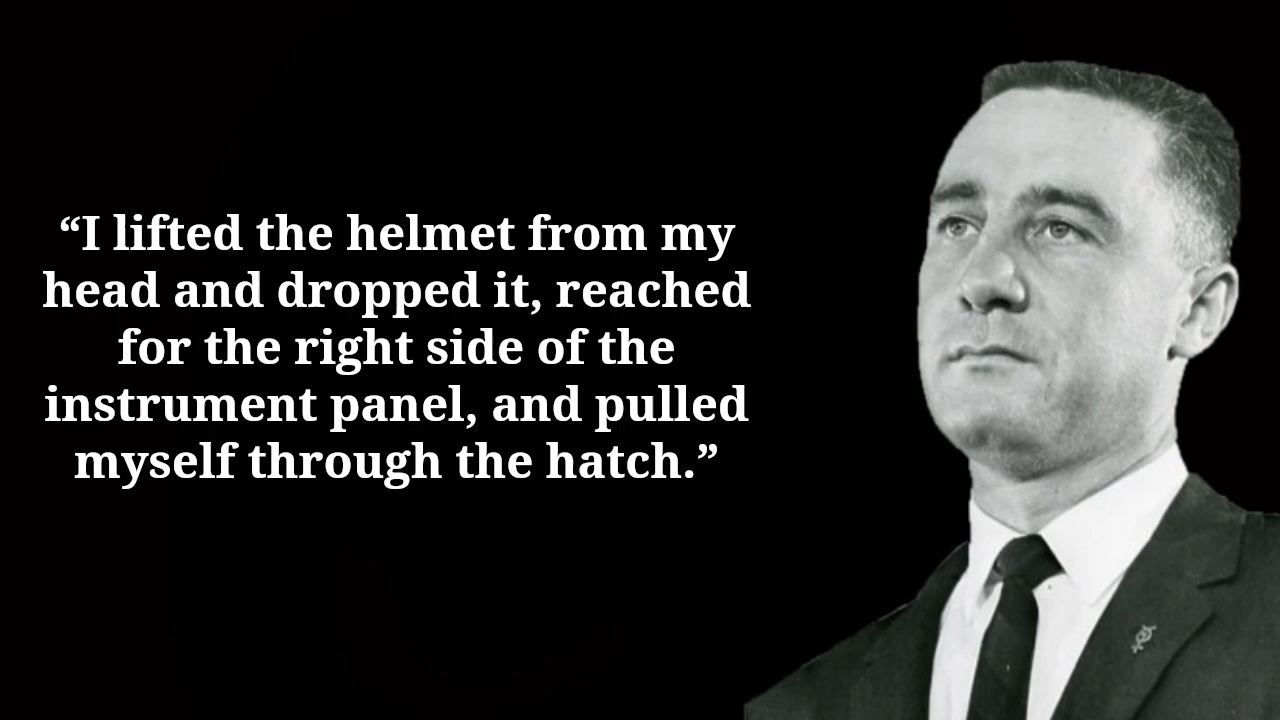 “I lifted the helmet from my
head and dropped it, reached
for the right side of the
instrument panel, and pulled
myself through the hatch.”